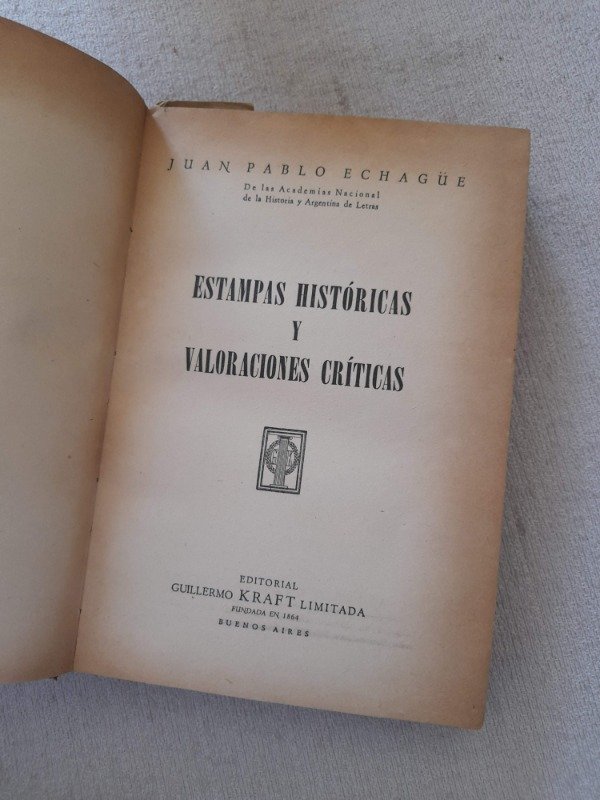 JUAN PABLO ECHAGÜE
De las Academias Nacional
de la Historia y Argentina de Letras
ESTAMPAS HISTÓRICAS
Y
VALORACIONES CRÍTICAS
EDITORIAL
GUILLERMO KRAFT LIMITADA
FUNDADA EN 1864
BUENOS AIRES